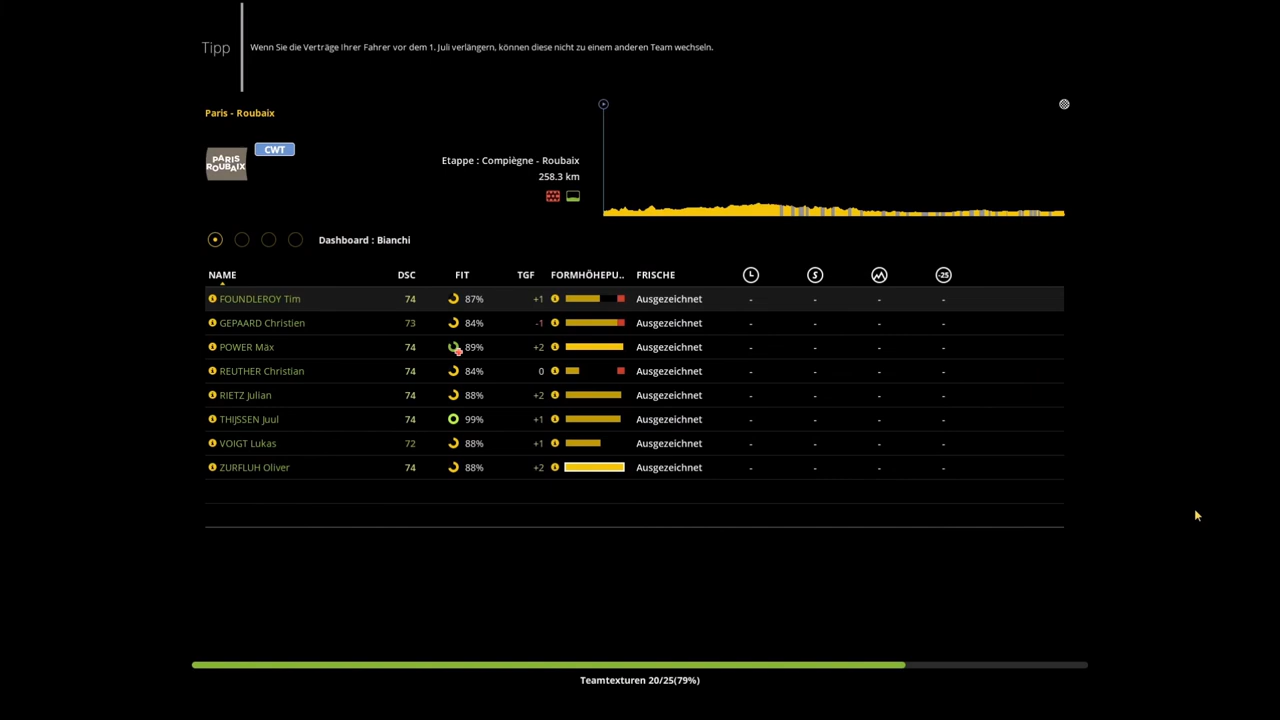 Tipp
Wenn Sie die Verträge Ihrer Fahrer vor dem 1. Juli verlängern, können diese nicht zu einem anderen Team wechseln.
Paris - Roubaix
PARIS
ROUBAIX
CWT
Etappe : Compiègne - Roubaix
258.3 km
Dashboard : Bianchi
NAME DSC FIT TGF FORMHÖHEPU.. FRISCHE S -25
FOUNDLEROY Tim 74 87% +1 Ausgezeichnet - - - -
GEPAARD Christien 73 84% -1 Ausgezeichnet - - - -
POWER Mäx 74 89% +2 Ausgezeichnet - - - -
REUTHER Christian 74 84% 0 Ausgezeichnet - - - -
RIETZ Julian 74 88% +2 Ausgezeichnet - - - -
THIJSSEN Juul 74 99% +1 Ausgezeichnet - - - -
VOIGT Lukas 72 88% +1 Ausgezeichnet - - - -
ZURFLUH Oliver 74 88% +2 Ausgezeichnet - - - -
Teamtexturen 20/25(79%)